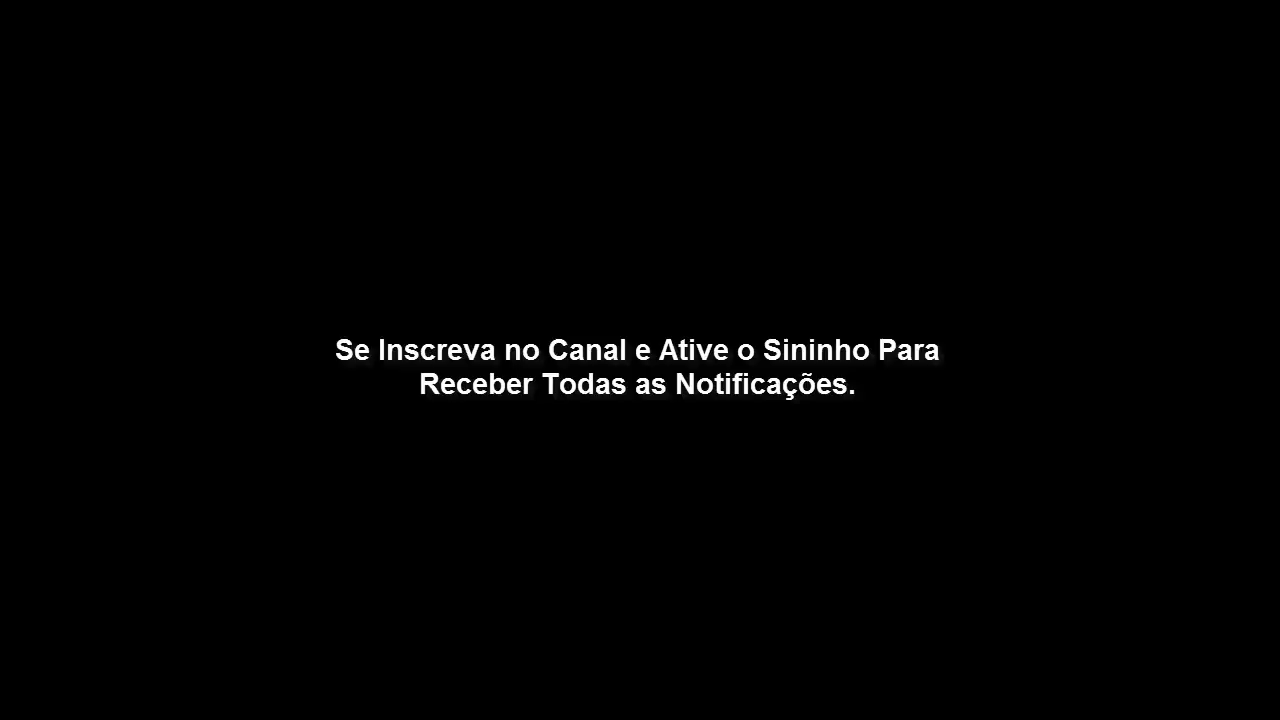 Se Inscreva no Canal e Ative o Sininho Para
Receber Todas as Notificações.